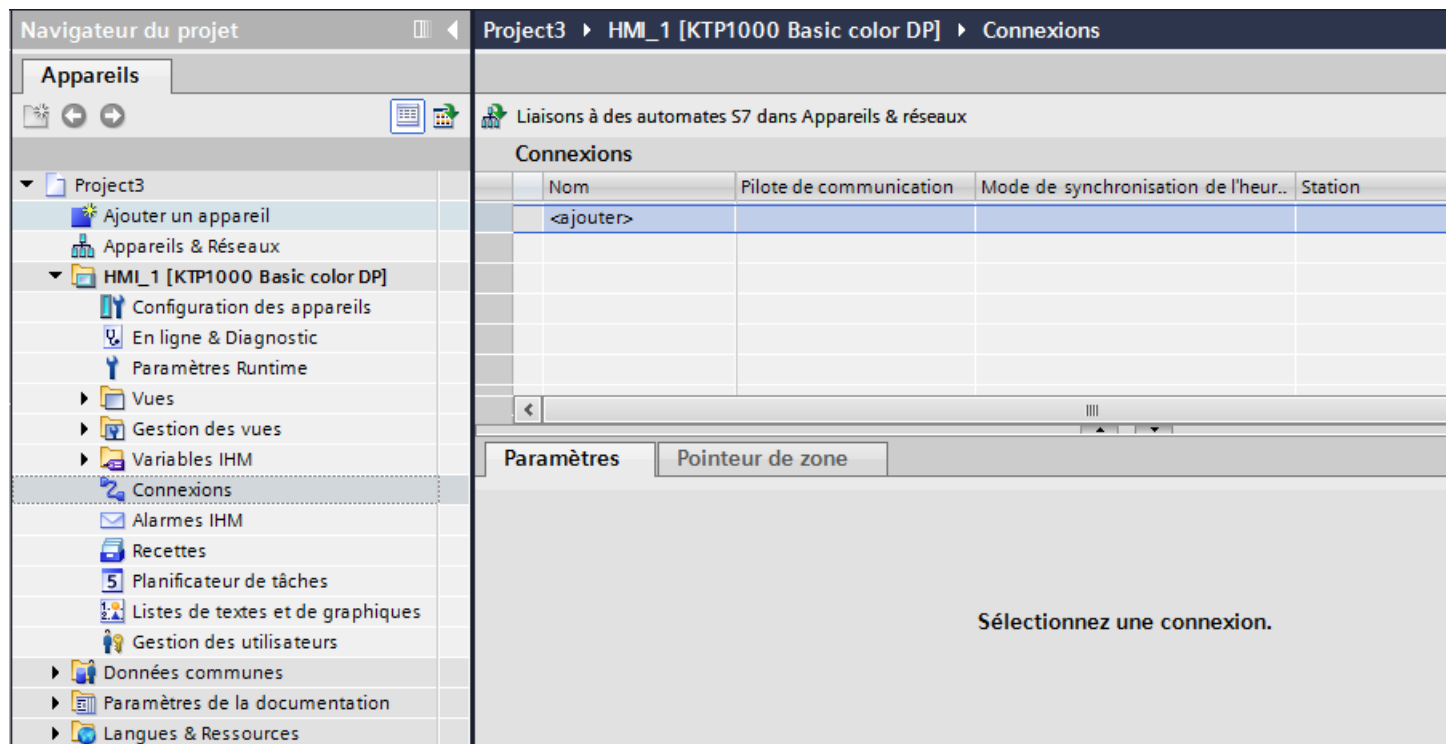 Navigateur du projet
Project3 HMI_1 [KTP1000 Basic color DP] Connexions
Appareils
Liaisons à des automates S7 dans Appareils & réseaux
Connexions
Nom Pilote de communication Mode de synchronisation de l'heur.. Station
<ajouter>
Project3
Ajouter un appareil
Appareils & Réseaux
HMI_1 [KTP1000 Basic color DP]
Configuration des appareils
En ligne & Diagnostic
Paramètres Runtime
Vues
Gestion des vues
Variables IHM
Connexions
Alarmes IHM
Recettes
5 Planificateur de tâches
Listes de textes et de graphiques
Gestion des utilisateurs
Données communes
Paramètres de la documentation
Langues & Ressources
Paramètres Pointeur de zone
Sélectionnez une connexion.